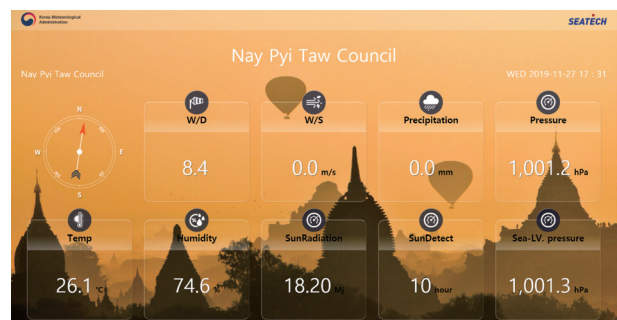 Korea Meteorological
Administration
SEATECH
Nay Pyi Taw Council
Nay Pyi Taw Council
WED 2019-11-27 17 : 31
N
W
E
S
W/D
8.4
W/S
0.0 m/s
Precipitation
0.0 mm
Pressure
1,001.2 hPa
Temp
26.1 ℃
Humidity
74.6 %
SunRadiation
18.20 Mj
SunDetect
10 hour
Sea-LV. pressure
1,001.3 hPa